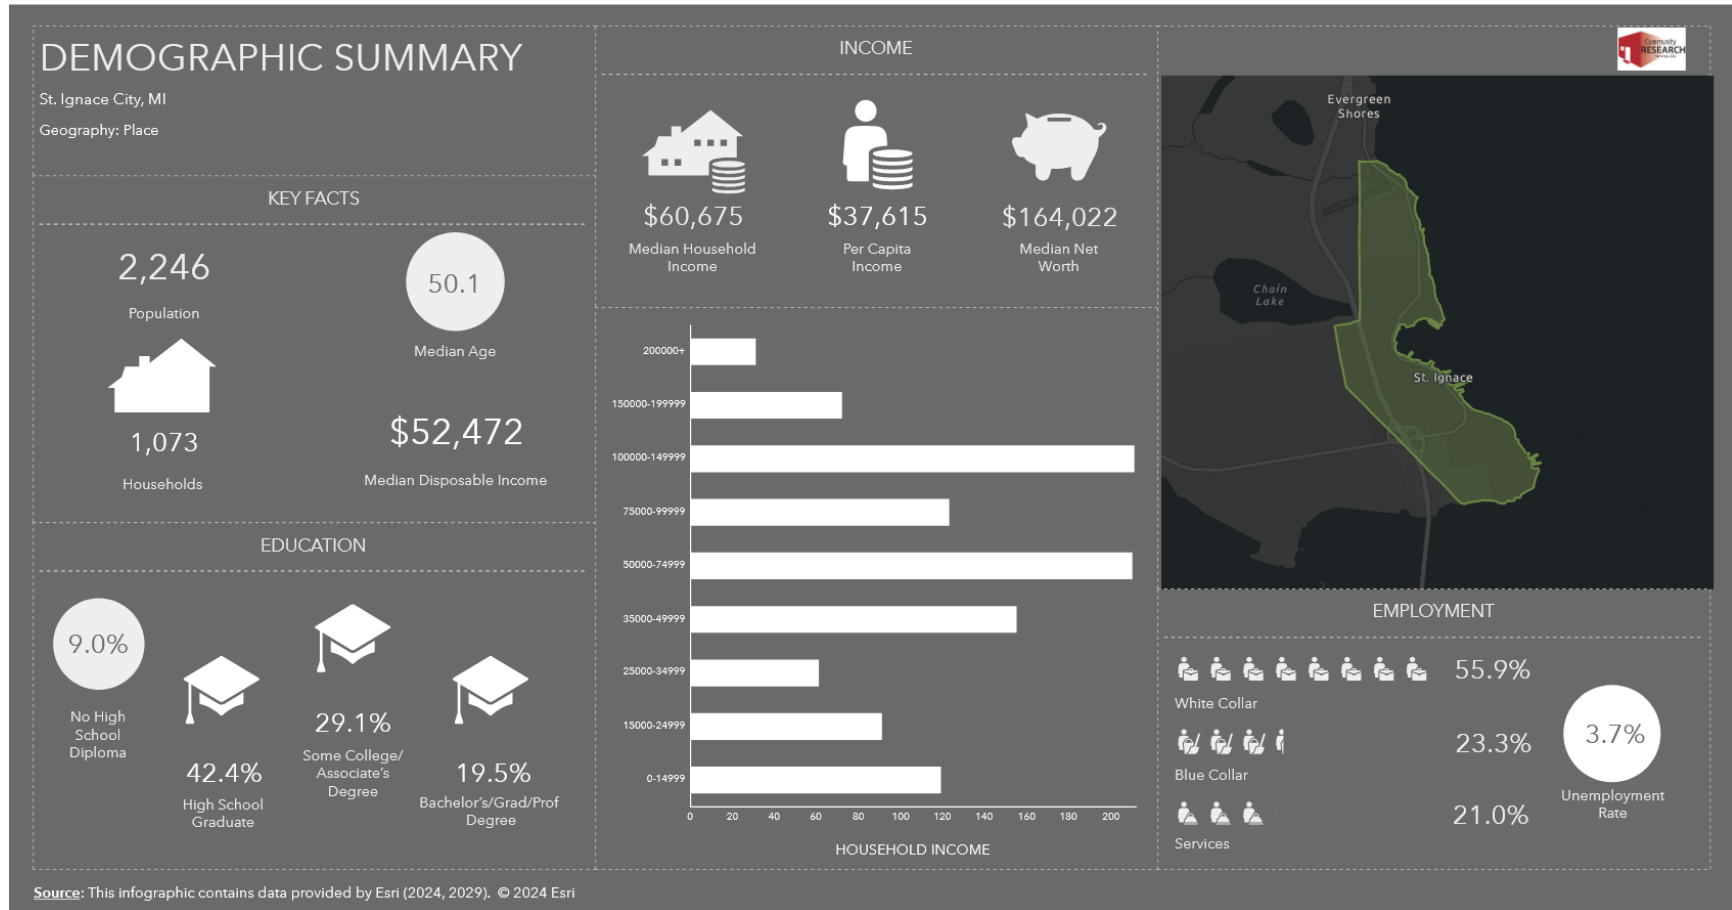 DEMOGRAPHIC SUMMARY
St. Ignace City, MI
Geography: Place
KEY FACTS
2,246
Population
50.1
Median Age
1,073
Households
$52,472
Median Disposable Income
EDUCATION
9.0%
No High
School
Diploma
42.4%
High School
Graduate
29.1%
Some College/
Associate's
Degree
19.5%
Bachelor's/Grad/Prof
Degree
INCOME
$60,675
Median Household
Income
$37,615
Per Capita
Income
$164,022
Median Net
Worth
200000+
150000-199999
100000-149999
75000-99999
50000-74999
35000-49999
25000-34999
15000-24999
0-14999
0 20 40 60 80 100 120 140 160 180 200
HOUSEHOLD INCOME
Community
RESEARCH
Evergreen
Shores
Chain
Lake
St. Ignace
EMPLOYMENT
55.9%
White Collar
23.3%
Blue Collar
21.0%
Services
3.7%
Unemployment
Rate
Source: This infographic contains data provided by Esri (2024, 2029). © 2024 Esri